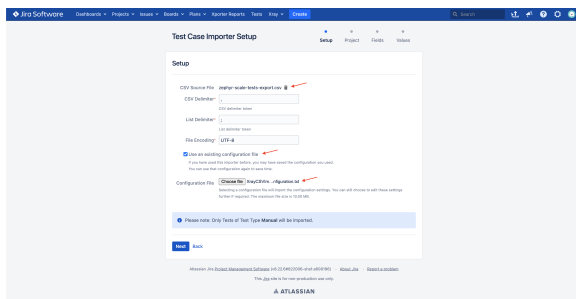 Jira Software Dashboards Projects Issues Boards Plans Xporter Reports Tests Xray Create Search
Test Case Importer Setup
Setup Project Fields Values
Setup
CSV Source File zephyr-scale-tests-export.csv
CSV Delimiter* ,
CSV delimiter token
List Delimiter* ;
List delimiter token
File Encoding* UTF-8
Use an existing configuration file
If you have used this importer before, you may have saved the configuration you used.
You can use that configuration again to save time.
Configuration File Choose file
Selecting a configuration file will import the configuration settings. You can still choose to edit these settings
further if required. The maximum file size is 10.00 MB.
Please note: Only Tests of Test Type Manual will be imported.
Next Back
Atlassian Jira Project Management Software · About Jira · Report a problem
This Jira site is for non-production use only.
ATLASSIAN